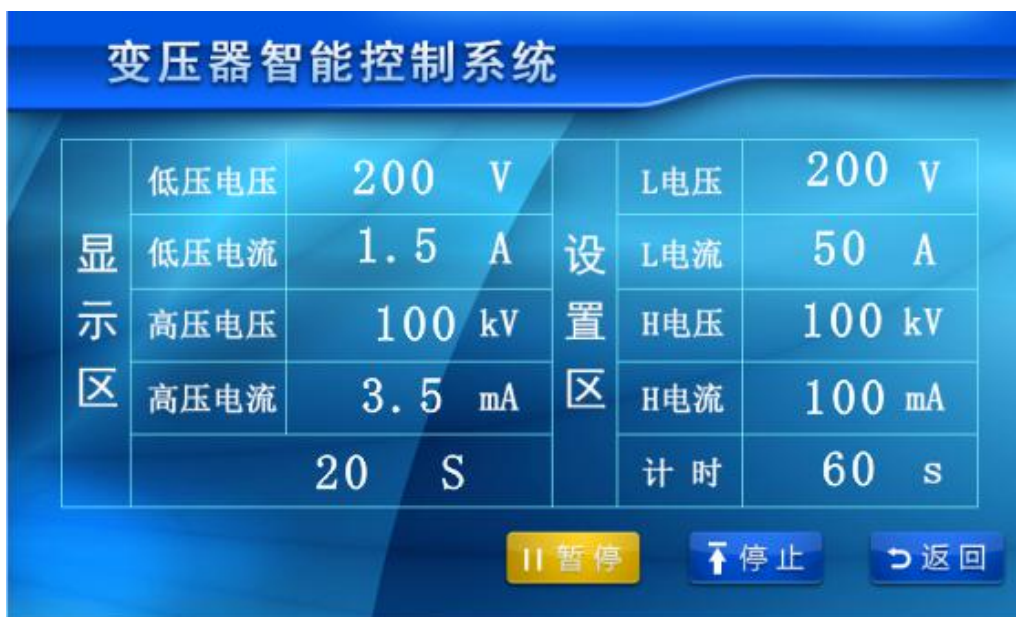 变压器智能控制系统
显示区
低压电压 200 V
低压电流 1.5 A
高压电压 100 kV
高压电流 3.5 mA
20 S
设置区
L电压 200 V
L电流 50 A
H电压 100 kV
H电流 100 mA
计时 60 s
暂停 停止 返回